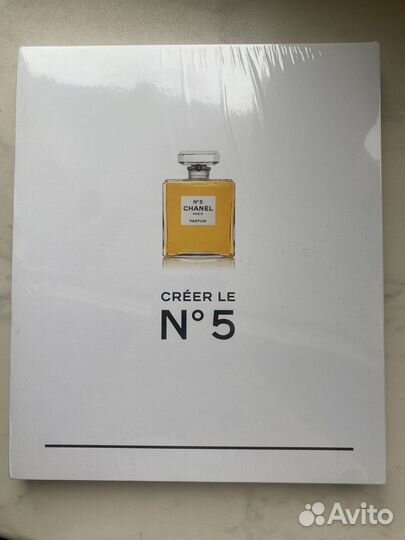 N°5
CHANEL
PARIS
PARFUM
CRÉER LE
N° 5
Avito